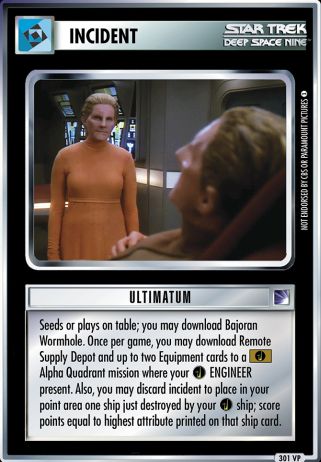 INCIDENT
STAR TREK
DEEP SPACE NINE
NOT ENDORSED BY CBS OR PARAMOUNT PICTURES
ULTIMATUM
Seeds or plays on table; you may download Bajoran
Wormhole. Once per game, you may download Remote
Supply Depot and up to two Equipment cards to a
Alpha Quadrant mission where your ENGINEER
present. Also, you may discard incident to place in your
point area one ship just destroyed by your ship; score
points equal to highest attribute printed on that ship card.
301 VP